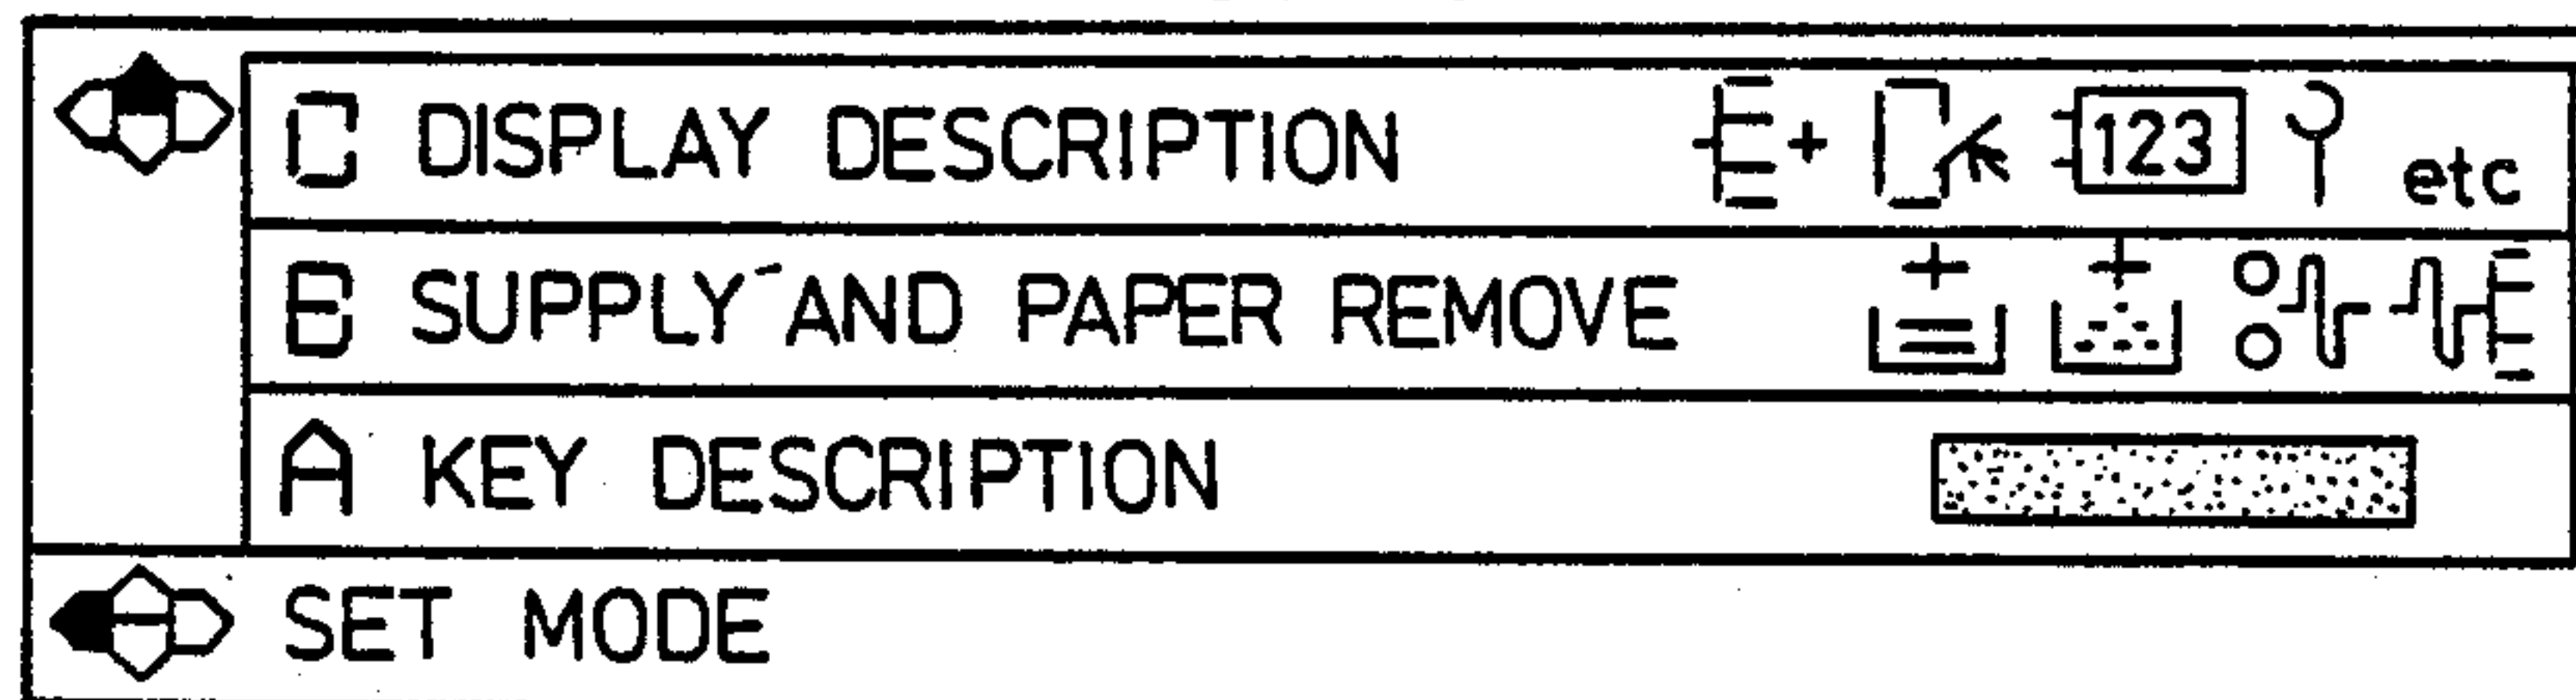 C DISPLAY DESCRIPTION 123 etc
B SUPPLY AND PAPER REMOVE
A KEY DESCRIPTION
SET MODE